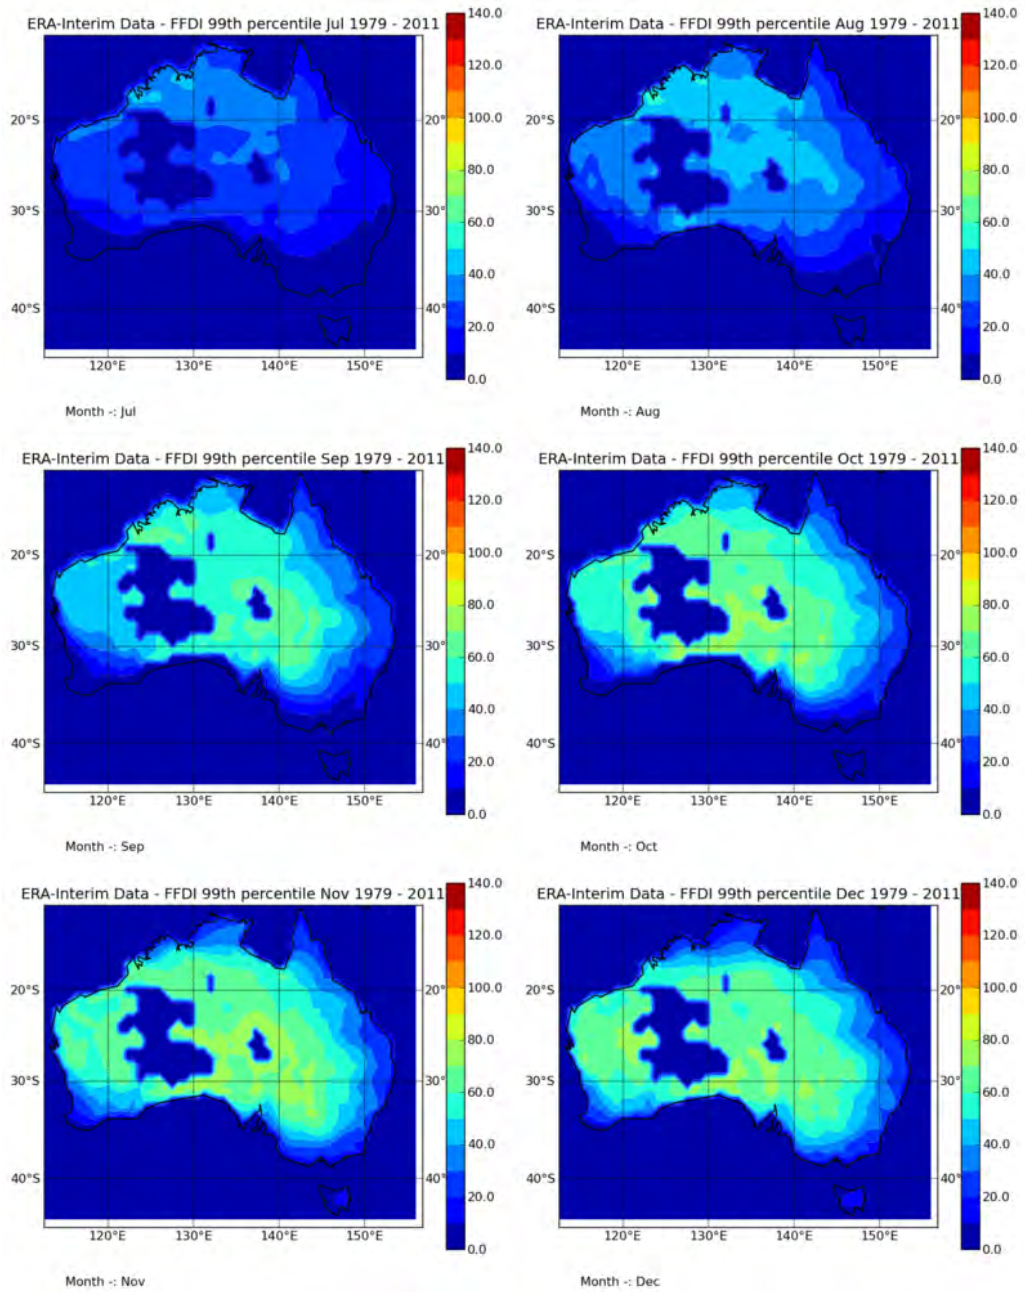 ERA-Interim Data - FFDI 99th percentile Jul 1979 - 2011
140.0
120.0
100.0
80.0
60.0
40.0
20.0
0.0
20°S
30°S
40°S
20°
30°
40°
120°E
130°E
140°E
150°E
Month -: Jul
ERA-Interim Data - FFDI 99th percentile Aug 1979 - 2011
140.0
120.0
100.0
80.0
60.0
40.0
20.0
0.0
20°S
30°S
40°S
20°
30°
40°
120°E
130°E
140°E
150°E
Month -: Aug
ERA-Interim Data - FFDI 99th percentile Sep 1979 - 2011
140.0
120.0
100.0
80.0
60.0
40.0
20.0
0.0
20°S
30°S
40°S
20°
30°
40°
120°E
130°E
140°E
150°E
Month -: Sep
ERA-Interim Data - FFDI 99th percentile Oct 1979 - 2011
140.0
120.0
100.0
80.0
60.0
40.0
20.0
0.0
20°S
30°S
40°S
20°
30°
40°
120°E
130°E
140°E
150°E
Month -: Oct
ERA-Interim Data - FFDI 99th percentile Nov 1979 - 2011
140.0
120.0
100.0
80.0
60.0
40.0
20.0
0.0
20°S
30°S
40°S
20°
30°
40°
120°E
130°E
140°E
150°E
Month -: Nov
ERA-Interim Data - FFDI 99th percentile Dec 1979 - 2011
140.0
120.0
100.0
80.0
60.0
40.0
20.0
0.0
20°S
30°S
40°S
20°
30°
40°
120°E
130°E
140°E
150°E
Month -: Dec